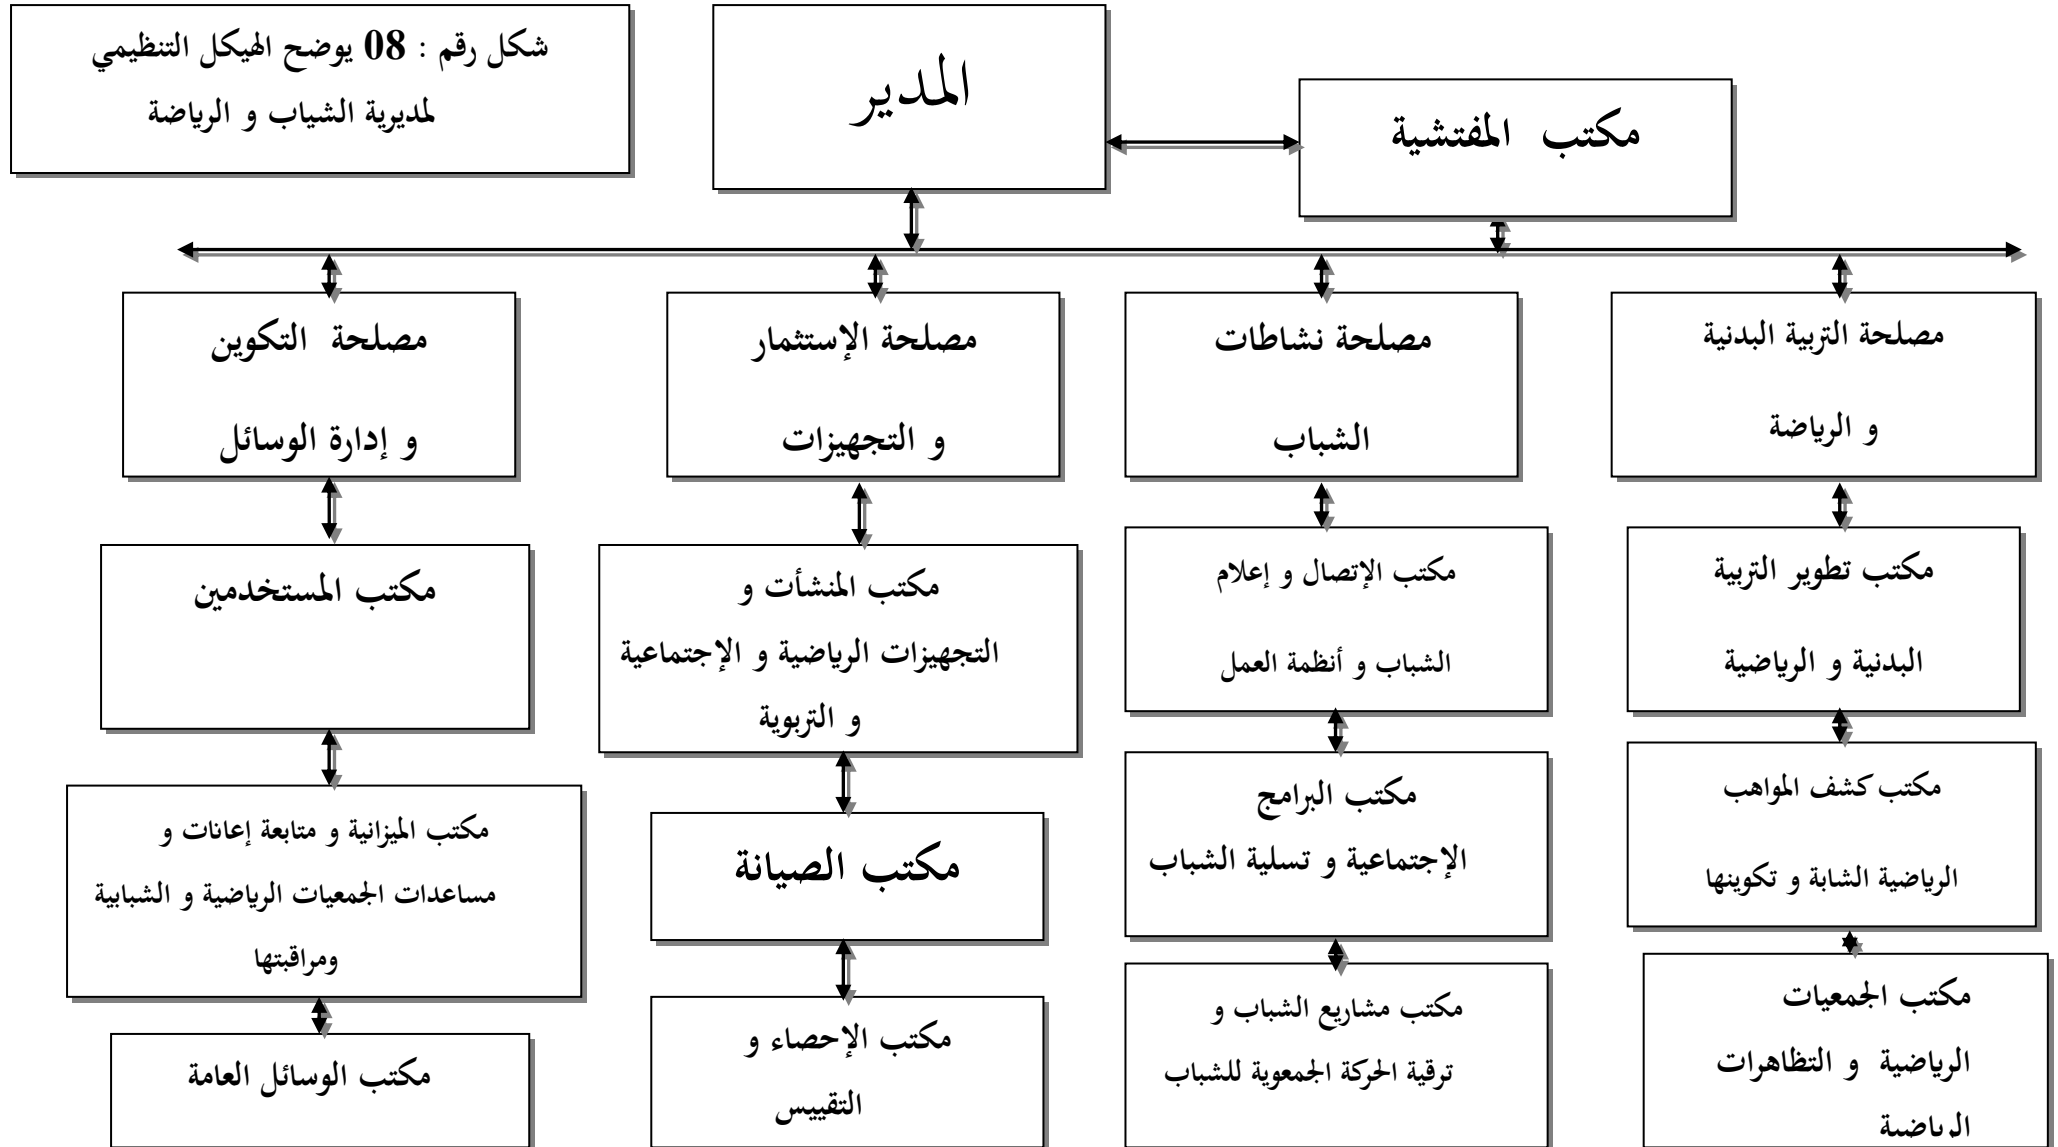 شكل رقم : 08 يوضح الهيكل التنظيمي
لمديرية الشياب و الرياضة
المدير
مكتب المفتشية
مصلحة التربية البدنية
و الرياضة
مصلحة نشاطات
الشباب
مصلحة الإستثمار
و التجهيزات
مصلحة التكوين
و إدارة الوسائل
مكتب تطوير التربية
البدنية و الرياضية
مكتب الإتصال و إعلام
الشباب و أنظمة العمل
مكتب المنشأت و
التجهيزات الرياضية و الإجتماعية
و التربوية
مكتب المستخدمين
مكتب كشف المواهب
الرياضية الشابة و تكوينها
مكتب البرامج
الإجتماعية و تسلية الشباب
مكتب الصيانة
مكتب الميزانية و متابعة إعانات و
مساعدات الجمعيات الرياضية و الشبابية
ومراقبتها
مكتب الجمعيات
الرياضية و التظاهرات
الرياضية
مكتب مشاريع الشباب و
ترقية الحركة الجمعوية للشباب
مكتب الإحصاء و
التقييس
مكتب الوسائل العامة